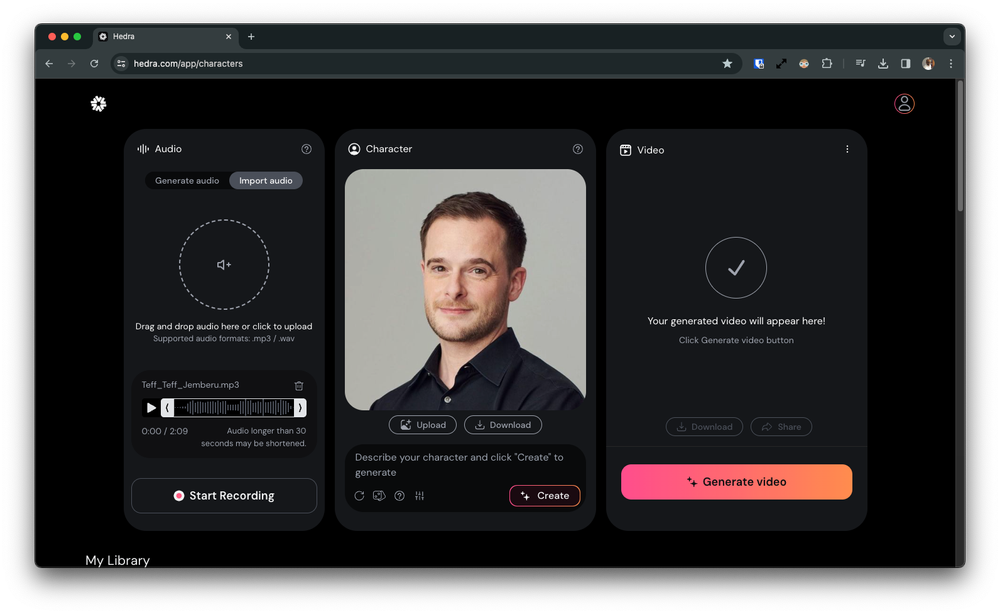 Hedra
hedra.com/app/characters
Audio
Generate audio
Import audio
Drag and drop audio here or click to upload
Supported audio formats: .mp3 / .wav
Teff_Teff_Jemberu.mp3
0:00 / 2:09
Audio longer than 30
seconds may be shortened.
Start Recording
Character
Upload
Download
Describe your character and click "Create" to
generate
Create
Video
Your generated video will appear here!
Click Generate video button
Download
Share
Generate video
My Library